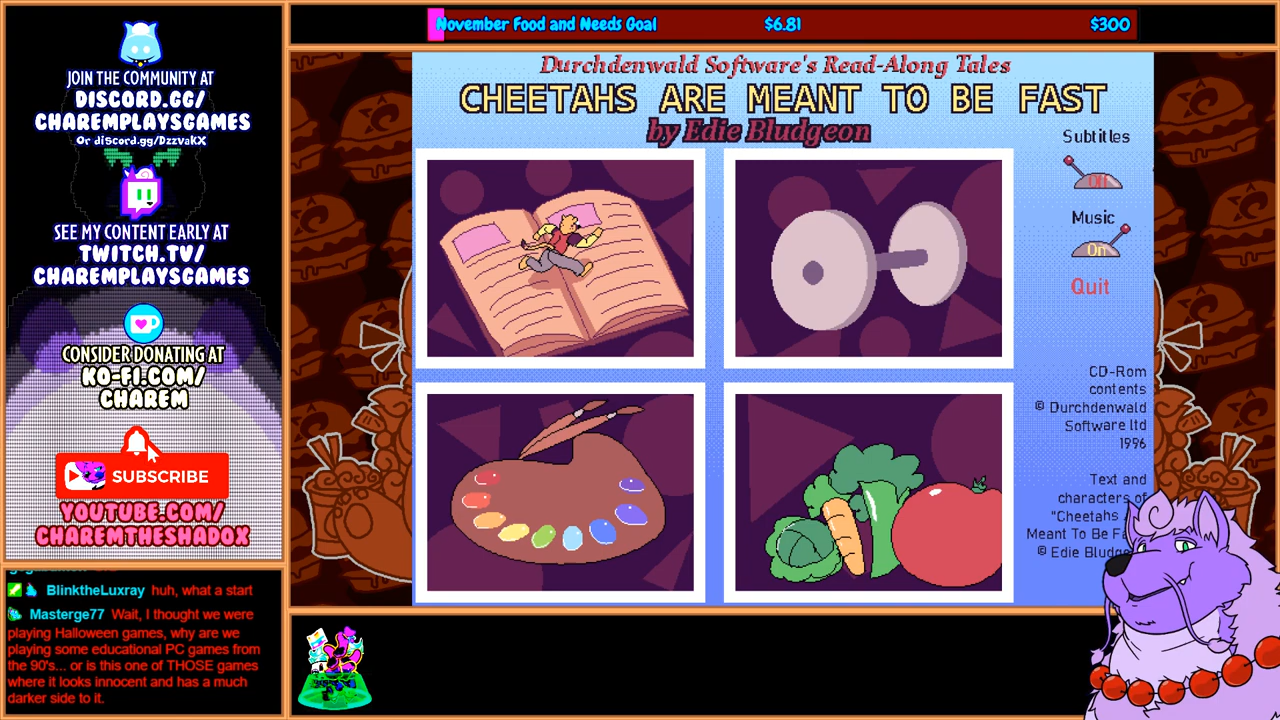 JOIN THE COMMUNITY AT
DISCORD.GG/
CHAREMPLAYSGAMES
Or discord.gg/DzzVaKX
SEE MY CONTENT EARLY AT
TWITCH.TV/
CHAREMPLAYSGAMES
CONSIDER DONATING AT
KO-FI.COM/
CHAREM
SUBSCRIBE
YOUTUBE.COM/
CHAREMTHESHADOX
BlinktheLuxray huh, what a start
Masterge77 Wait, I thought we were
playing Halloween games, why are we
playing some educational PC games from
the 90's... or is this one of THOSE games
where it looks innocent and has a much
darker side to it.
November Food and Needs Goal $6.81 $300
Durchdenwald Software's Read-Along Tales
CHEETAHS ARE MEANT TO BE FAST
by Edie Bludgeon
Subtitles
Off
Music
On
Quit
CD-Rom
contents
© Durchdenwald
Software ltd
1996
Text and
characters of
"Cheetahs
Meant To Be
© Edie